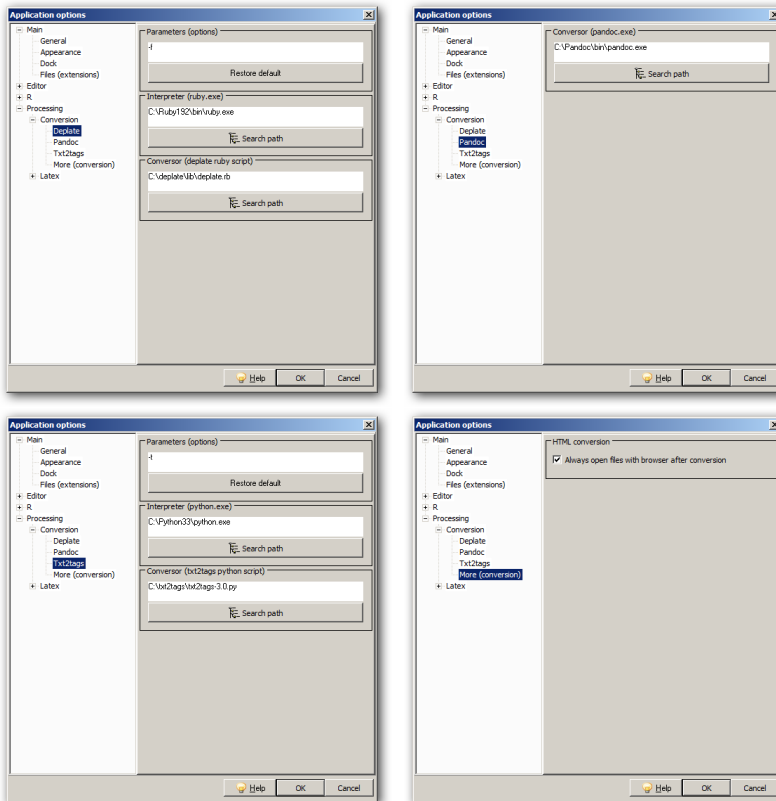 Application options
Main
General
Appearance
Dock
Files (extensions)
Editor
R
Processing
Conversion
Deplate
Pandoc
Txt2tags
More (conversion)
Latex
Parameters (options)
Restore default
Interpreter (ruby.exe)
C:\Ruby192\bin\ruby.exe
Search path
Conversor (deplate ruby script)
C:\deplate\lib\deplate.rb
Search path
Help OK Cancel
Application options
Main
General
Appearance
Dock
Files (extensions)
Editor
R
Processing
Conversion
Deplate
Pandoc
Txt2tags
More (conversion)
Latex
Conversor (pandoc.exe)
C:\Pandoc\bin\pandoc.exe
Search path
Help OK Cancel
Application options
Main
General
Appearance
Dock
Files (extensions)
Editor
R
Processing
Conversion
Deplate
Pandoc
Txt2tags
More (conversion)
Latex
Parameters (options)
Restore default
Interpreter (python.exe)
C:\Python33\python.exe
Search path
Conversor (txt2tags python script)
C:\txt2tags\txt2tags-3.0.py
Search path
Help OK Cancel
Application options
Main
General
Appearance
Dock
Files (extensions)
Editor
R
Processing
Conversion
Deplate
Pandoc
Txt2tags
More (conversion)
Latex
HTML conversion
Always open files with browser after conversion
Help OK Cancel